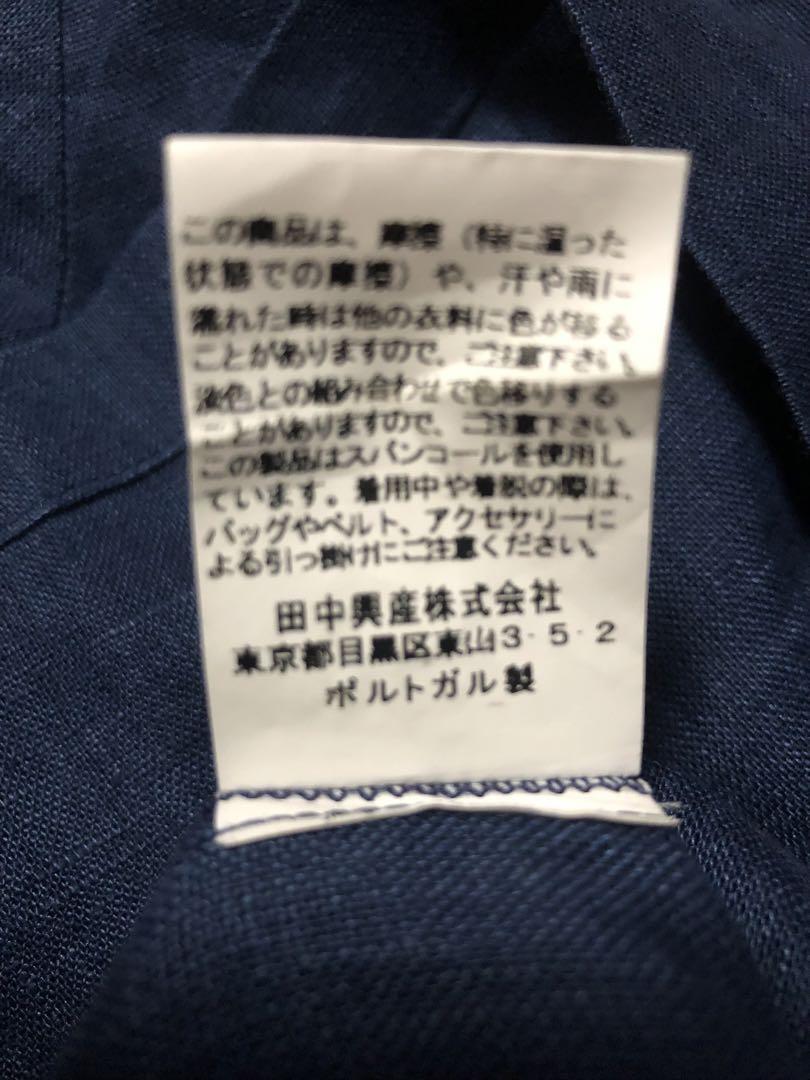 この商品は、摩擦（特に湿った
状態での摩擦）や、汗や雨に
濡れた時は他の衣料に色が移る
ことがありますので、ご注意下さい。
淡色との組み合わせで色移りする
ことがありますので、ご注意下さい。
この製品はスパンコールを使用し
ています。着用中や着脱の際は、
バッグやベルト、アクセサリーに
よる引っ掛けにご注意ください。
田中興産株式会社
東京都目黒区東山3-5-2
ポルトガル製